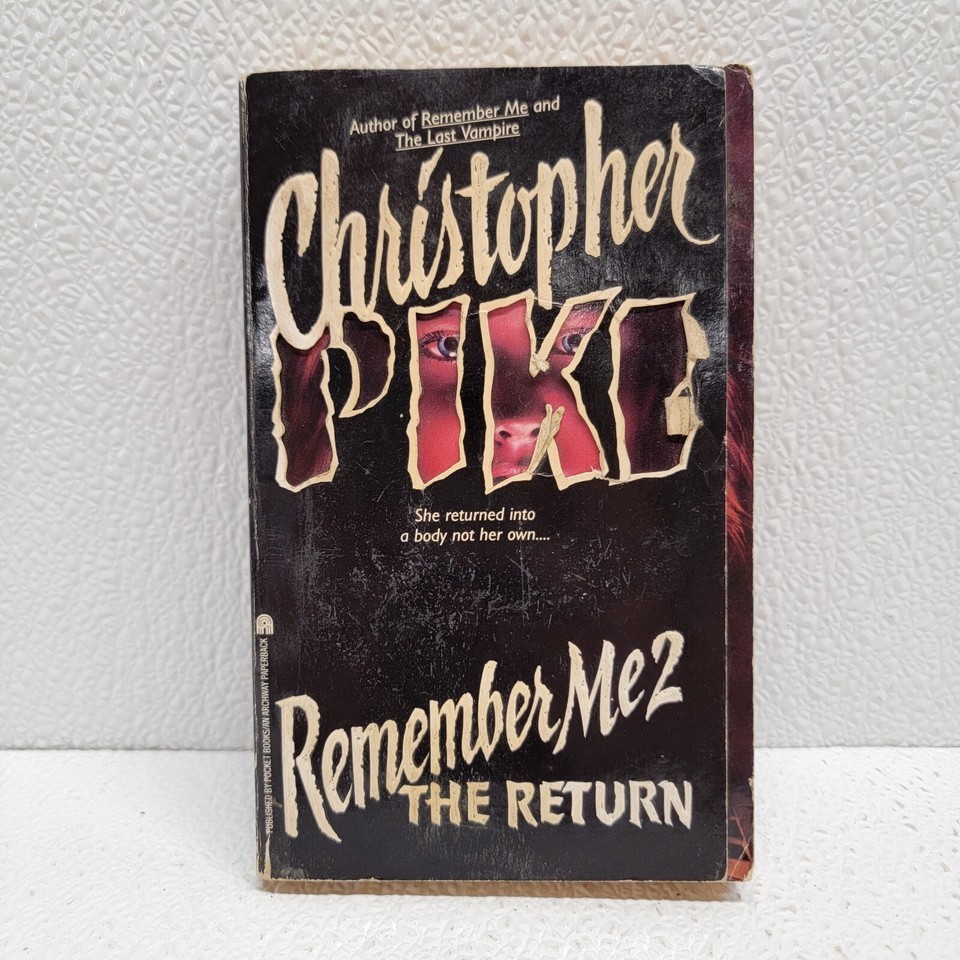 Author of Remember Me and
The Last Vampire
Christopher
PIKE
She returned into
a body not her own....
Remember Me 2
THE RETURN
PUBLISHED BY POCKET BOOKS/AN ARCHWAY PAPERBACK